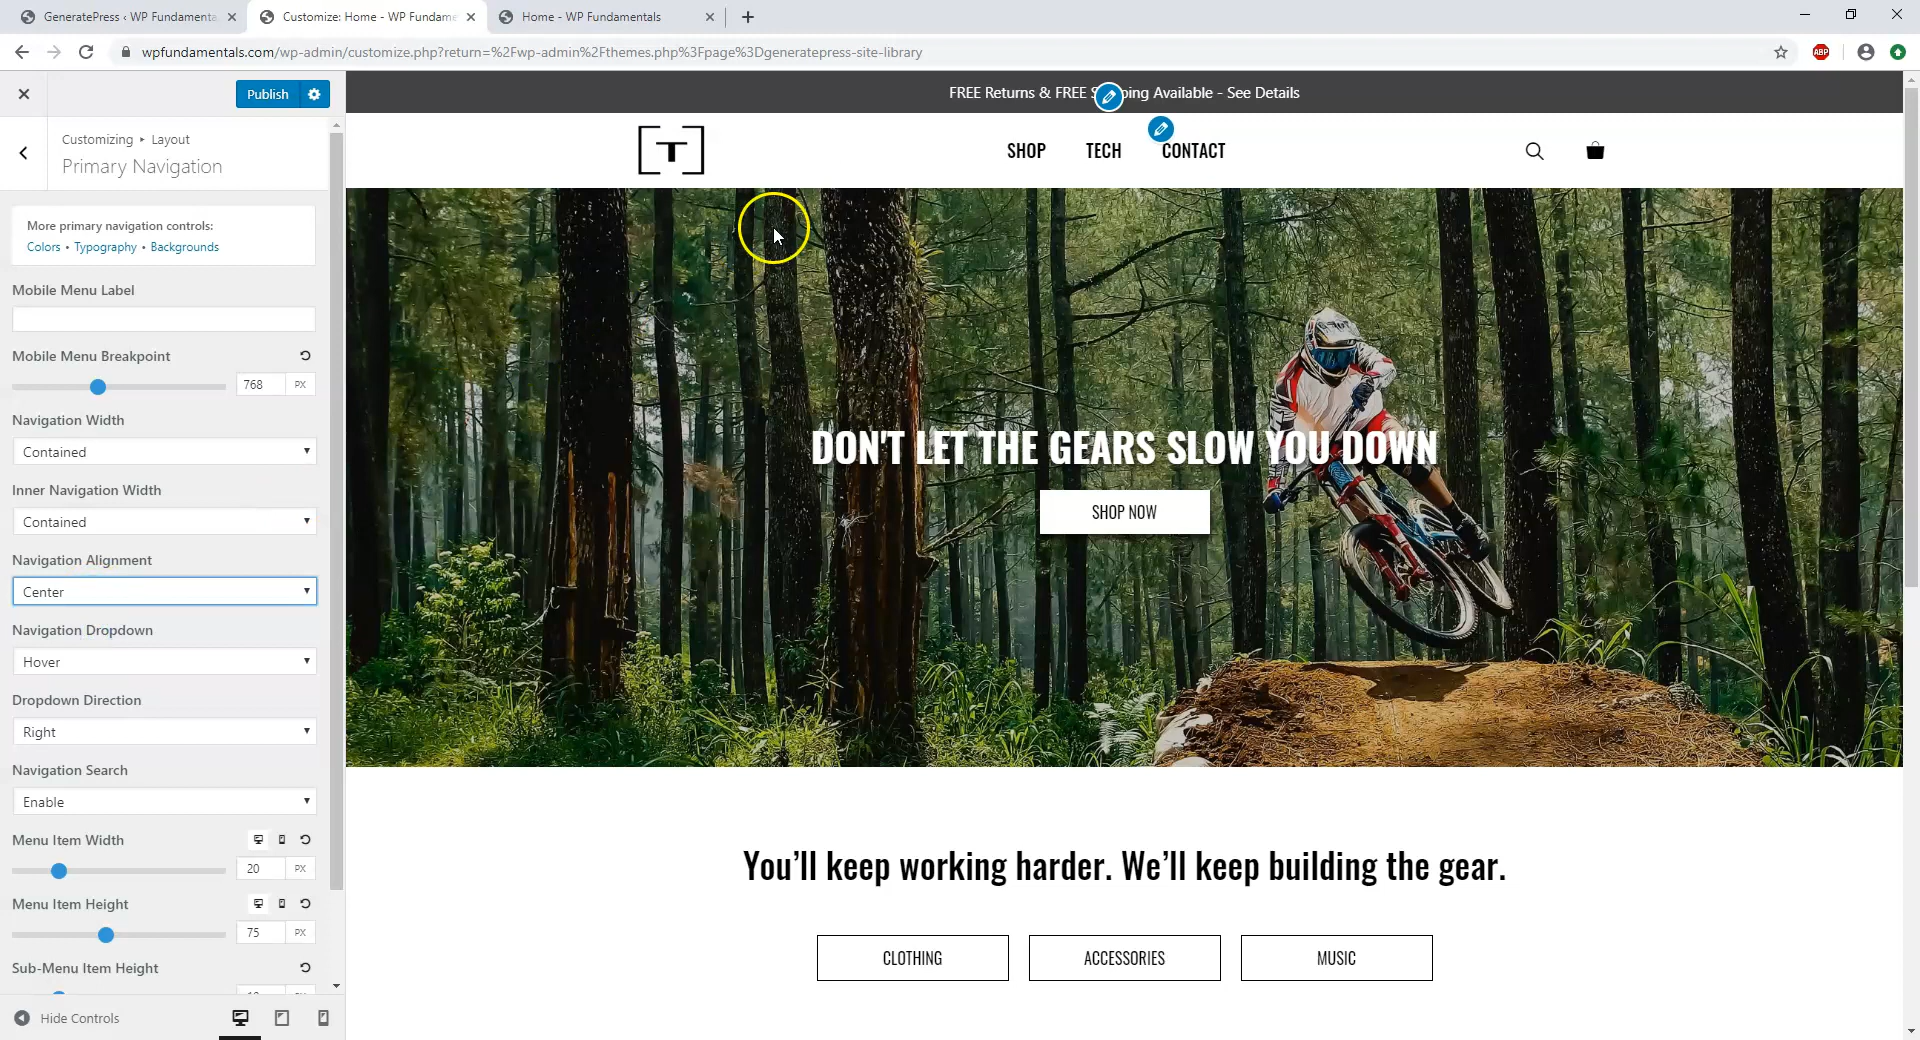 GeneratePress ‹ WP Fundamenta
Customize: Home - WP Fundame
Home - WP Fundamentals
wpfundamentals.com/wp-admin/customize.php?return=%2Fwp-admin%2Fthemes.php%3Fpage%3Dgeneratepress-site-library
ABP
Publish
Customizing ▸ Layout
Primary Navigation
More primary navigation controls:
Colors • Typography • Backgrounds
Mobile Menu Label
Mobile Menu Breakpoint
768 PX
Navigation Width
Contained
Inner Navigation Width
Contained
Navigation Alignment
Center
Navigation Dropdown
Hover
Dropdown Direction
Right
Navigation Search
Enable
Menu Item Width
20 PX
Menu Item Height
75 PX
Sub-Menu Item Height
Hide Controls
FREE Returns & FREE S ping Available - See Details
[T]
SHOP TECH CONTACT
DON'T LET THE GEARS SLOW YOU DOWN
SHOP NOW
You’ll keep working harder. We’ll keep building the gear.
CLOTHING ACCESSORIES MUSIC